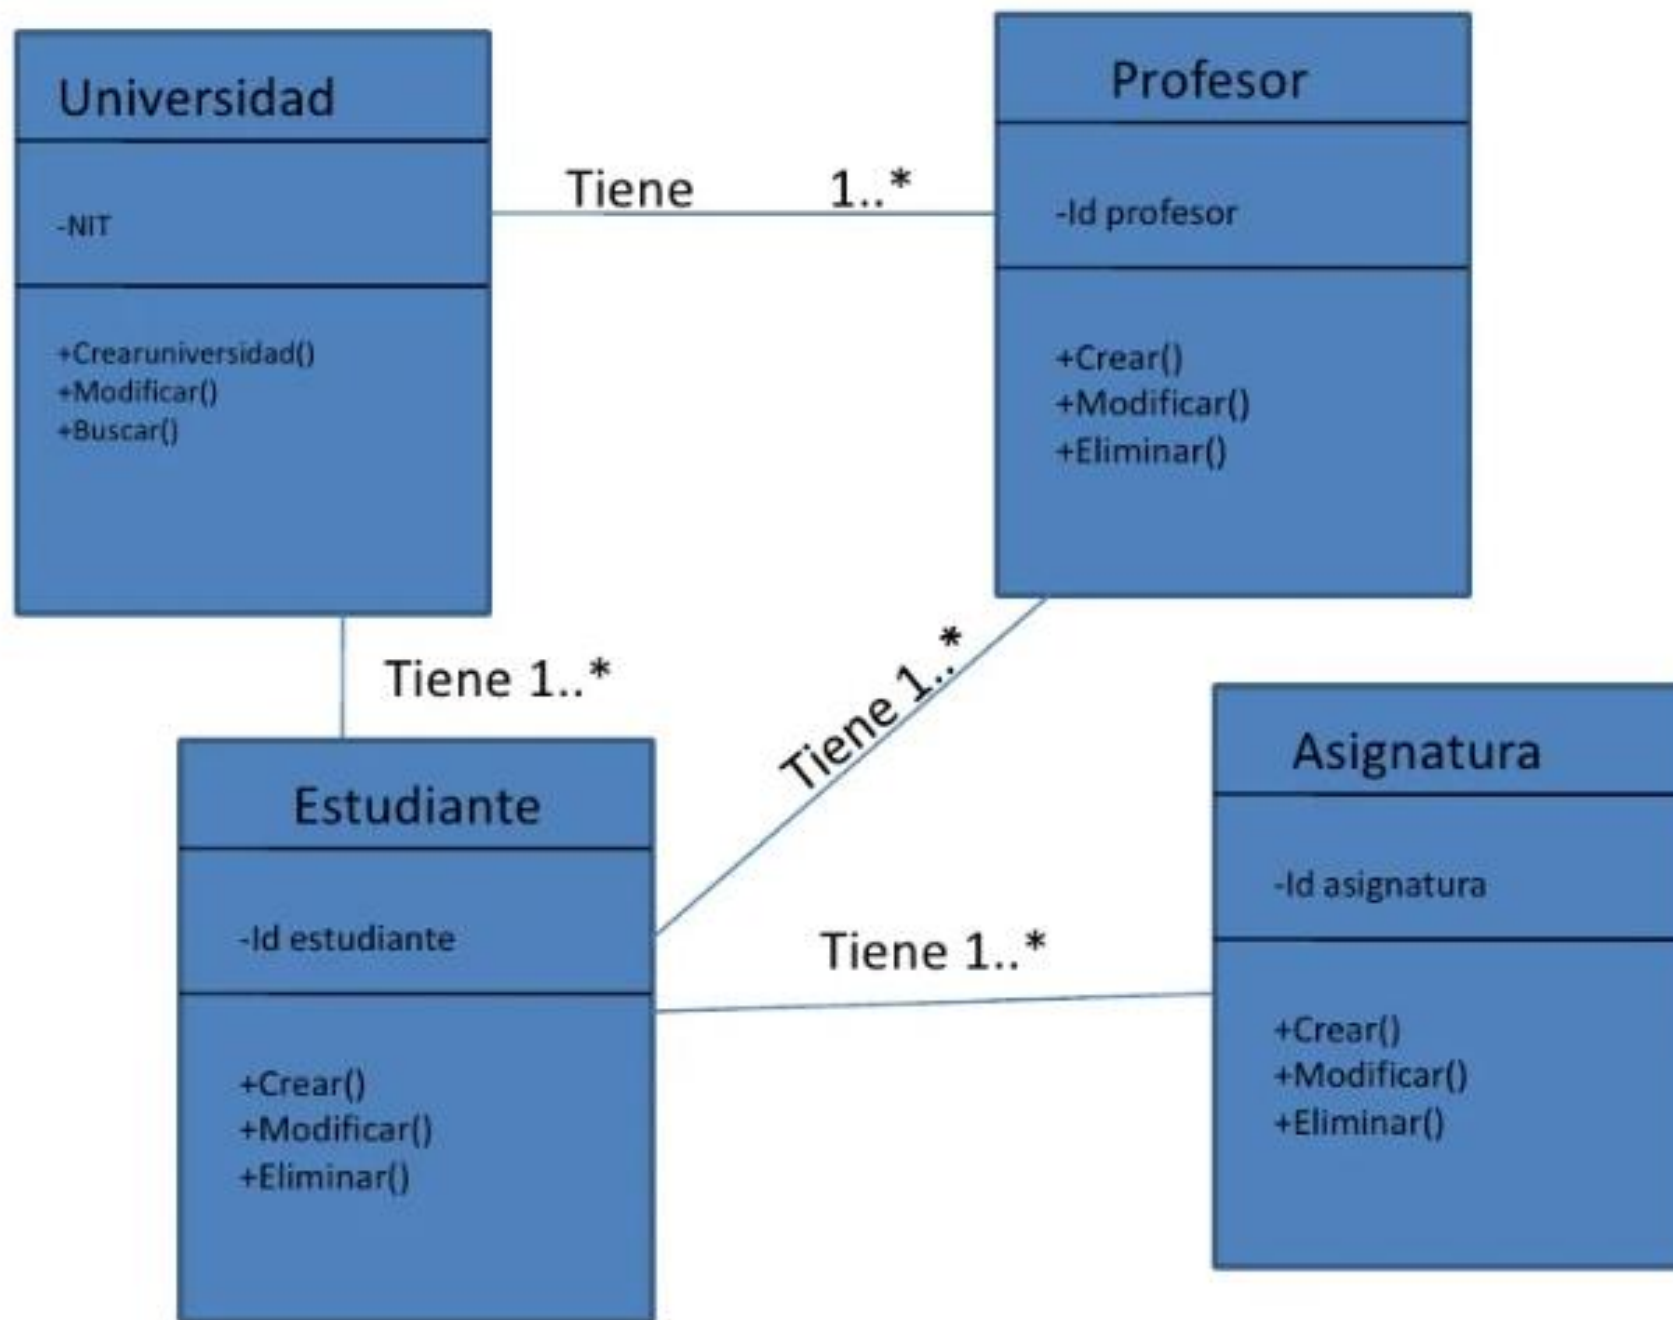 Universidad
-NIT
+Crearuniversidad()
+Modificar()
+Buscar()
Tiene 1..*
Profesor
-Id profesor
+Crear()
+Modificar()
+Eliminar()
Tiene 1..*
Tiene 1..*
Estudiante
-Id estudiante
+Crear()
+Modificar()
+Eliminar()
Tiene 1..*
Asignatura
-Id asignatura
+Crear()
+Modificar()
+Eliminar()